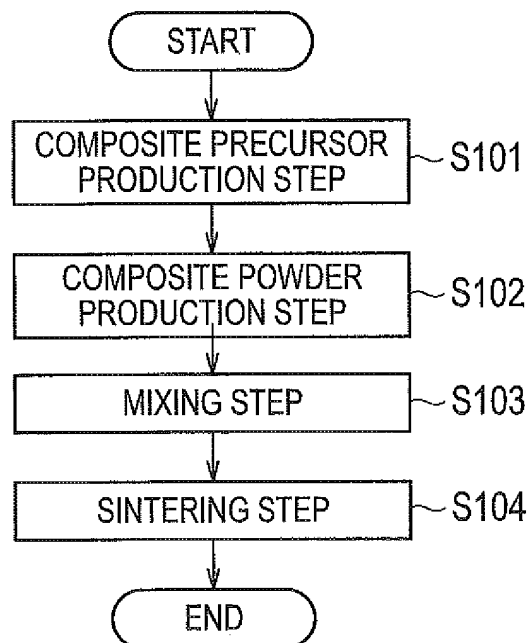 START
COMPOSITE PRECURSOR
PRODUCTION STEP
S101
COMPOSITE POWDER
PRODUCTION STEP
S102
MIXING STEP
S103
SINTERING STEP
S104
END